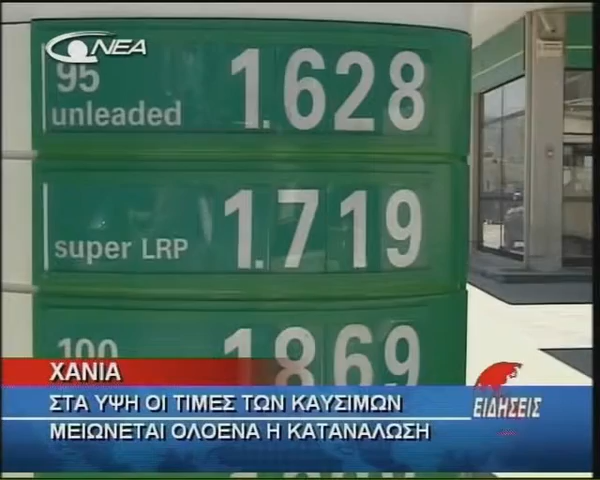 ΝΕΑ
95
unleaded
1.628
super LRP
1.719
100
1.869
ΧΑΝΙΑ
ΣΤΑ ΥΨΗ ΟΙ ΤΙΜΕΣ ΤΩΝ ΚΑΥΣΙΜΩΝ
ΜΕΙΩΝΕΤΑΙ ΟΛΟΕΝΑ Η ΚΑΤΑΝΑΛΩΣΗ
ΕΙΔΗΣΕΙΣ